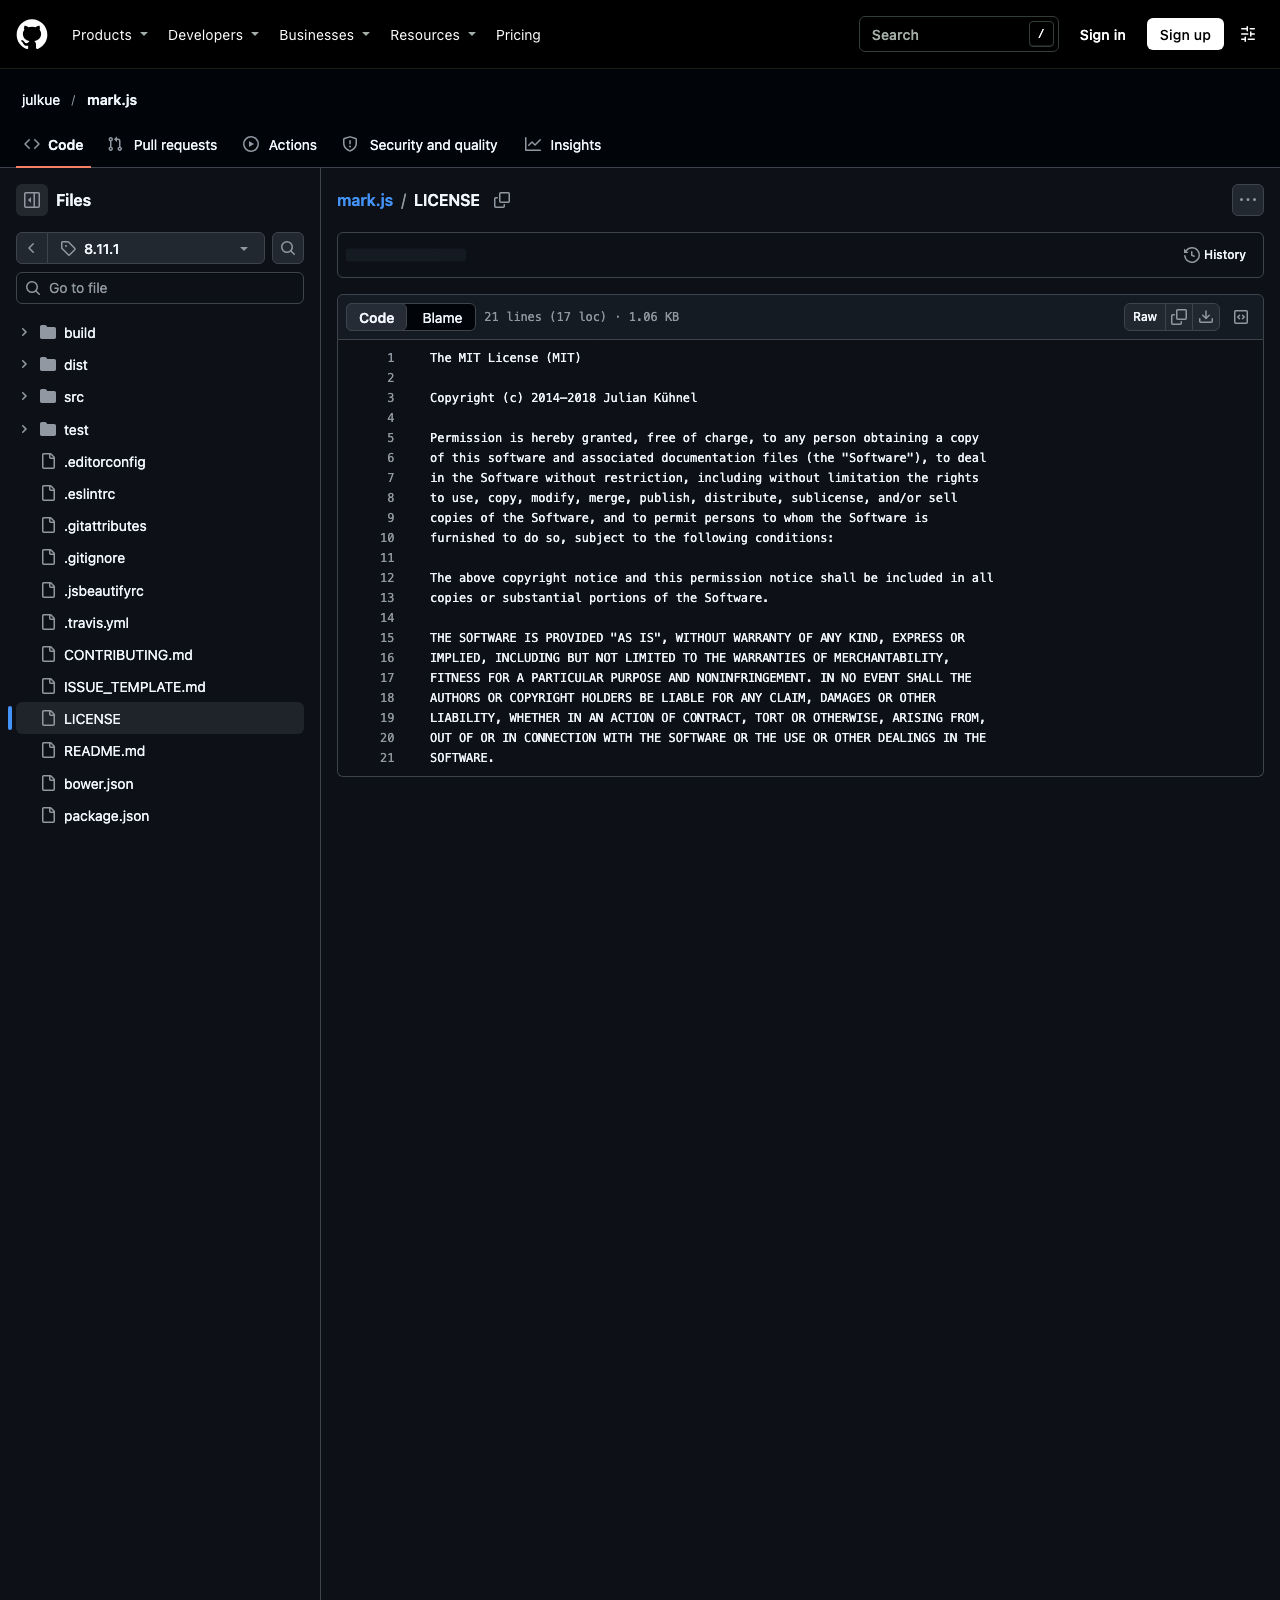 Products
Developers
Businesses
Resources
Pricing
Search
/
Sign in
Sign up
julkue / mark.js
Code
Pull requests
Actions
Security and quality
Insights
Files
8.11.1
Go to file
build
dist
src
test
.editorconfig
.eslintrc
.gitattributes
.gitignore
.jsbeautifyrc
.travis.yml
CONTRIBUTING.md
ISSUE_TEMPLATE.md
LICENSE
README.md
bower.json
package.json
mark.js / LICENSE
History
Code
Blame
21 lines (17 loc) · 1.06 KB
Raw
1 The MIT License (MIT)
2
3 Copyright (c) 2014–2018 Julian Kühnel
4
5 Permission is hereby granted, free of charge, to any person obtaining a copy
6 of this software and associated documentation files (the "Software"), to deal
7 in the Software without restriction, including without limitation the rights
8 to use, copy, modify, merge, publish, distribute, sublicense, and/or sell
9 copies of the Software, and to permit persons to whom the Software is
10 furnished to do so, subject to the following conditions:
11
12 The above copyright notice and this permission notice shall be included in all
13 copies or substantial portions of the Software.
14
15 THE SOFTWARE IS PROVIDED "AS IS", WITHOUT WARRANTY OF ANY KIND, EXPRESS OR
16 IMPLIED, INCLUDING BUT NOT LIMITED TO THE WARRANTIES OF MERCHANTABILITY,
17 FITNESS FOR A PARTICULAR PURPOSE AND NONINFRINGEMENT. IN NO EVENT SHALL THE
18 AUTHORS OR COPYRIGHT HOLDERS BE LIABLE FOR ANY CLAIM, DAMAGES OR OTHER
19 LIABILITY, WHETHER IN AN ACTION OF CONTRACT, TORT OR OTHERWISE, ARISING FROM,
20 OUT OF OR IN CONNECTION WITH THE SOFTWARE OR THE USE OR OTHER DEALINGS IN THE
21 SOFTWARE.